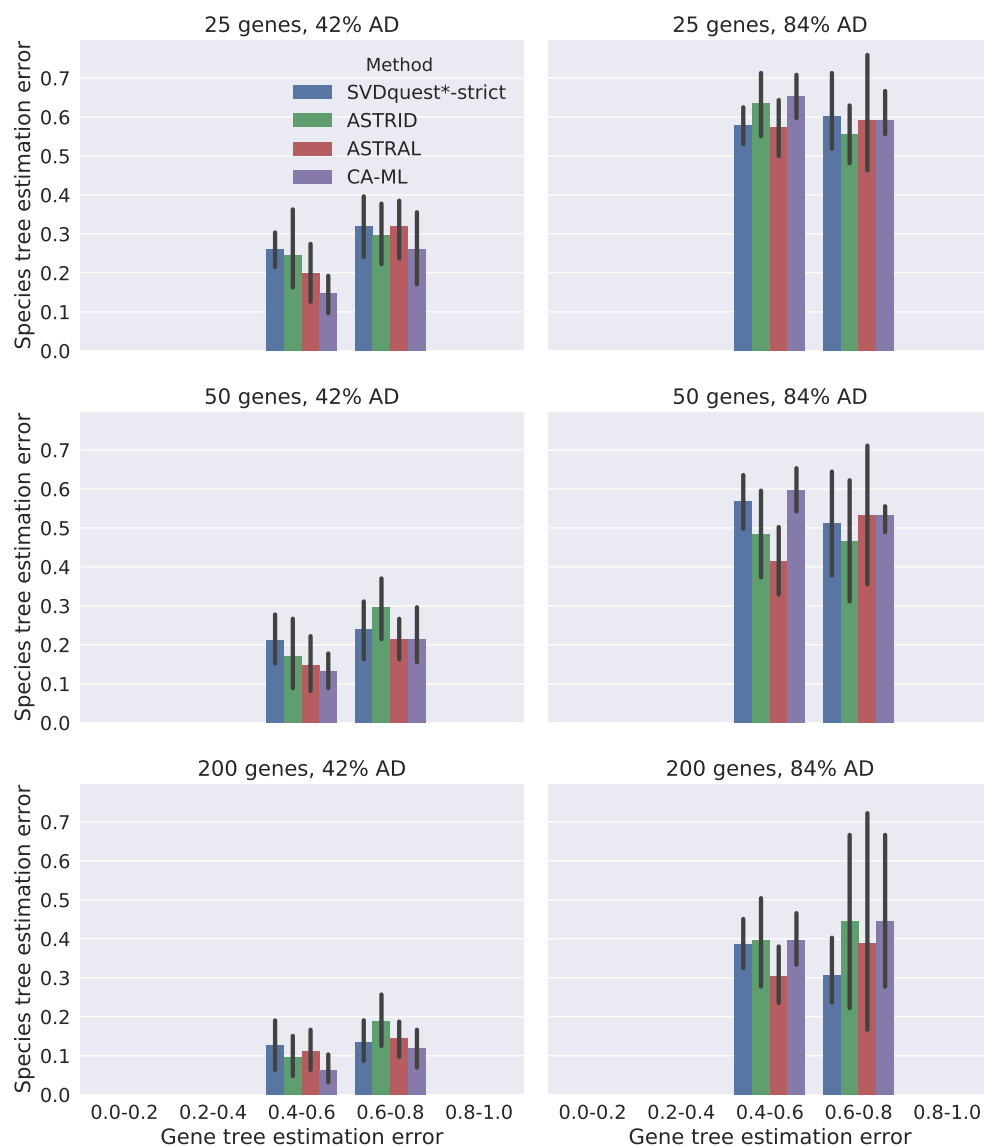 25 genes, 42% AD
25 genes, 84% AD
Species tree estimation error
0.7
0.6
0.5
0.4
0.3
0.2
0.1
0.0
Method
SVDquest*-strict
ASTRID
ASTRAL
CA-ML
50 genes, 42% AD
50 genes, 84% AD
Species tree estimation error
0.7
0.6
0.5
0.4
0.3
0.2
0.1
0.0
200 genes, 42% AD
200 genes, 84% AD
Species tree estimation error
0.7
0.6
0.5
0.4
0.3
0.2
0.1
0.0
0.0-0.2 0.2-0.4 0.4-0.6 0.6-0.8 0.8-1.0
0.0-0.2 0.2-0.4 0.4-0.6 0.6-0.8 0.8-1.0
Gene tree estimation error
Gene tree estimation error